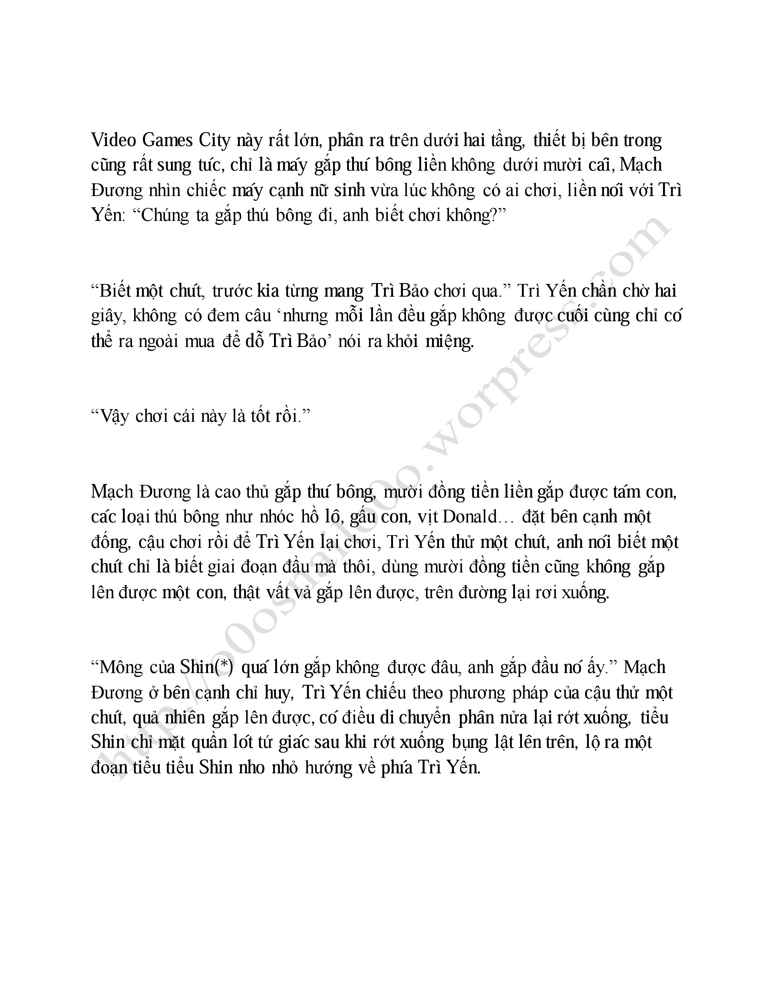 Video Games City này rất lớn, phân ra trên dưới hai tầng, thiết bị bên trong
cũng rất sung túc, chỉ là máy gắp thú bông liền không dưới mười cái, Mạch
Đương nhìn chiếc máy cạnh nữ sinh vừa lúc không có ai chơi, liền nói với Trì
Yến: “Chúng ta gắp thú bông đi, anh biết chơi không?”
“Biết một chút, trước kia từng mang Trì Bảo chơi qua.” Trì Yến chần chờ hai
giây, không có đem câu ‘nhưng mỗi lần đều gắp không được cuối cùng chỉ có
thể ra ngoài mua để dỗ Trì Bảo’ nói ra khỏi miệng.
“Vậy chơi cái này là tốt rồi.”
Mạch Đương là cao thủ gắp thú bông, mười đồng tiền liền gắp được tám con,
các loại thú bông như nhóc hồ lô, gấu con, vịt Donald… đặt bên cạnh một
đống, cậu chơi rồi để Trì Yến lại chơi, Trì Yến thử một chút, anh nói biết một
chút chỉ là biết giai đoạn đầu mà thôi, dùng mười đồng tiền cũng không gắp
lên được một con, thật vất vả gắp lên được, trên đường lại rơi xuống.
“Mông của Shin(*) quá lớn gắp không được đâu, anh gắp đầu nó ấy.” Mạch
Đương ở bên cạnh chỉ huy, Trì Yến chiếu theo phương pháp của cậu thử một
chút, quả nhiên gắp lên được, có điều di chuyển phân nửa lại rớt xuống, tiểu
Shin chỉ mặt quần lót tứ giác sau khi rớt xuống bụng lật lên trên, lộ ra một
đoạn tiểu tiểu Shin nho nhỏ hướng về phía Trì Yến.
http://o0osnailo0o.worpress.com